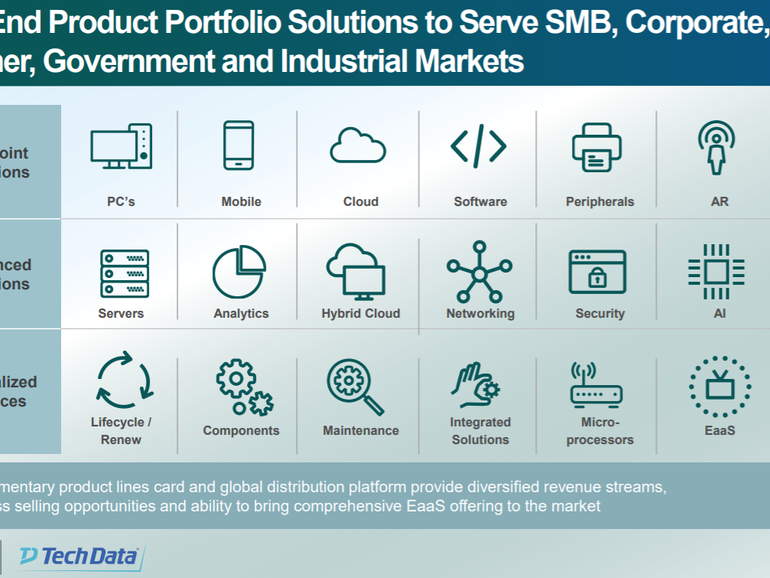 End Product Portfolio Solutions to Serve SMB, Corporate,
er, Government and Industrial Markets
oint
ions
PC's
Mobile
Cloud
Software
Peripherals
AR
nced
ions
Servers
Analytics
Hybrid Cloud
Networking
Security
AI
alized
ces
Lifecycle /
Renew
Components
Maintenance
Integrated
Solutions
Micro-
processors
EaaS
mentary product lines card and global distribution platform provide diversified revenue streams,
ss selling opportunities and ability to bring comprehensive EaaS offering to the market
TechData